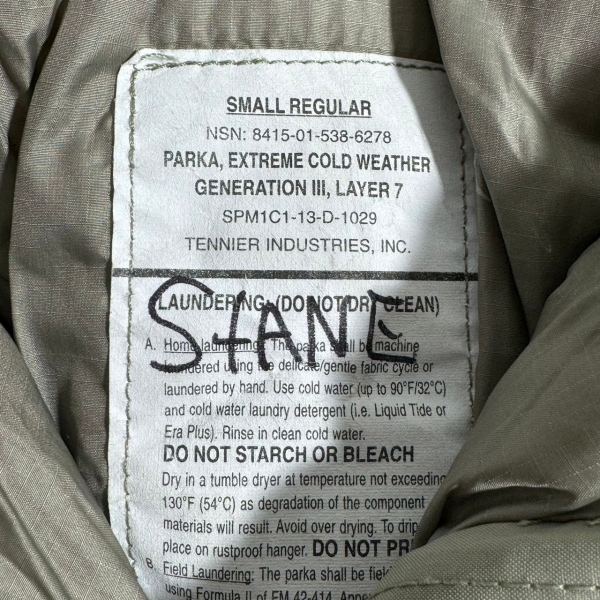 SMALL REGULAR
NSN: 8415-01-538-6278
PARKA, EXTREME COLD WEATHER
GENERATION III, LAYER 7
SPM1C1-13-D-1029
TENNIER INDUSTRIES, INC.
LAUNDERING: (DO NOT DRY CLEAN)
StANE
A. Home laundering: The parka shall be machine
laundered using the delicate/gentle fabric cycle or
laundered by hand. Use cold water (up to 90°F/32°C)
and cold water laundry detergent (i.e. Liquid Tide or
Era Plus). Rinse in clean cold water.
DO NOT STARCH OR BLEACH
Dry in a tumble dryer at temperature not exceeding
130°F (54°C) as degradation of the component
materials will result. Avoid over drying. To drip
place on rustproof hanger. DO NOT
B. Field Laundering: The parka shall be
using Formula II of FM 42-414,